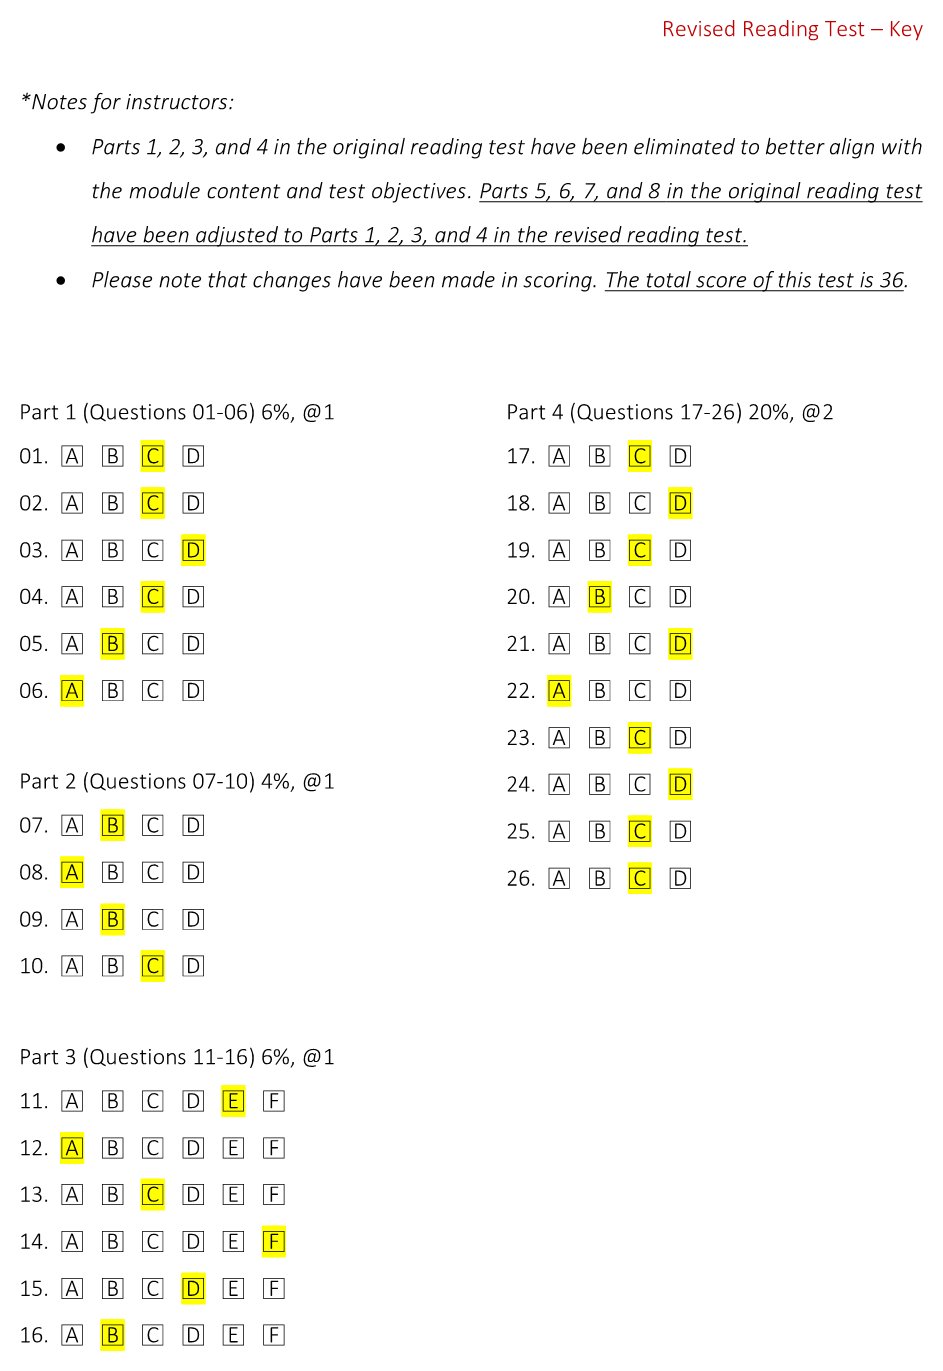 Revised Reading Test – Key
*Notes for instructors:
• Parts 1, 2, 3, and 4 in the original reading test have been eliminated to better align with
the module content and test objectives. Parts 5, 6, 7, and 8 in the original reading test
have been adjusted to Parts 1, 2, 3, and 4 in the revised reading test.
• Please note that changes have been made in scoring. The total score of this test is 36.
Part 1 (Questions 01-06) 6%, @1
01. A B C D
02. A B C D
03. A B C D
04. A B C D
05. A B C D
06. A B C D
Part 2 (Questions 07-10) 4%, @1
07. A B C D
08. A B C D
09. A B C D
10. A B C D
Part 3 (Questions 11-16) 6%, @1
11. A B C D E F
12. A B C D E F
13. A B C D E F
14. A B C D E F
15. A B C D E F
16. A B C D E F
Part 4 (Questions 17-26) 20%, @2
17. A B C D
18. A B C D
19. A B C D
20. A B C D
21. A B C D
22. A B C D
23. A B C D
24. A B C D
25. A B C D
26. A B C D